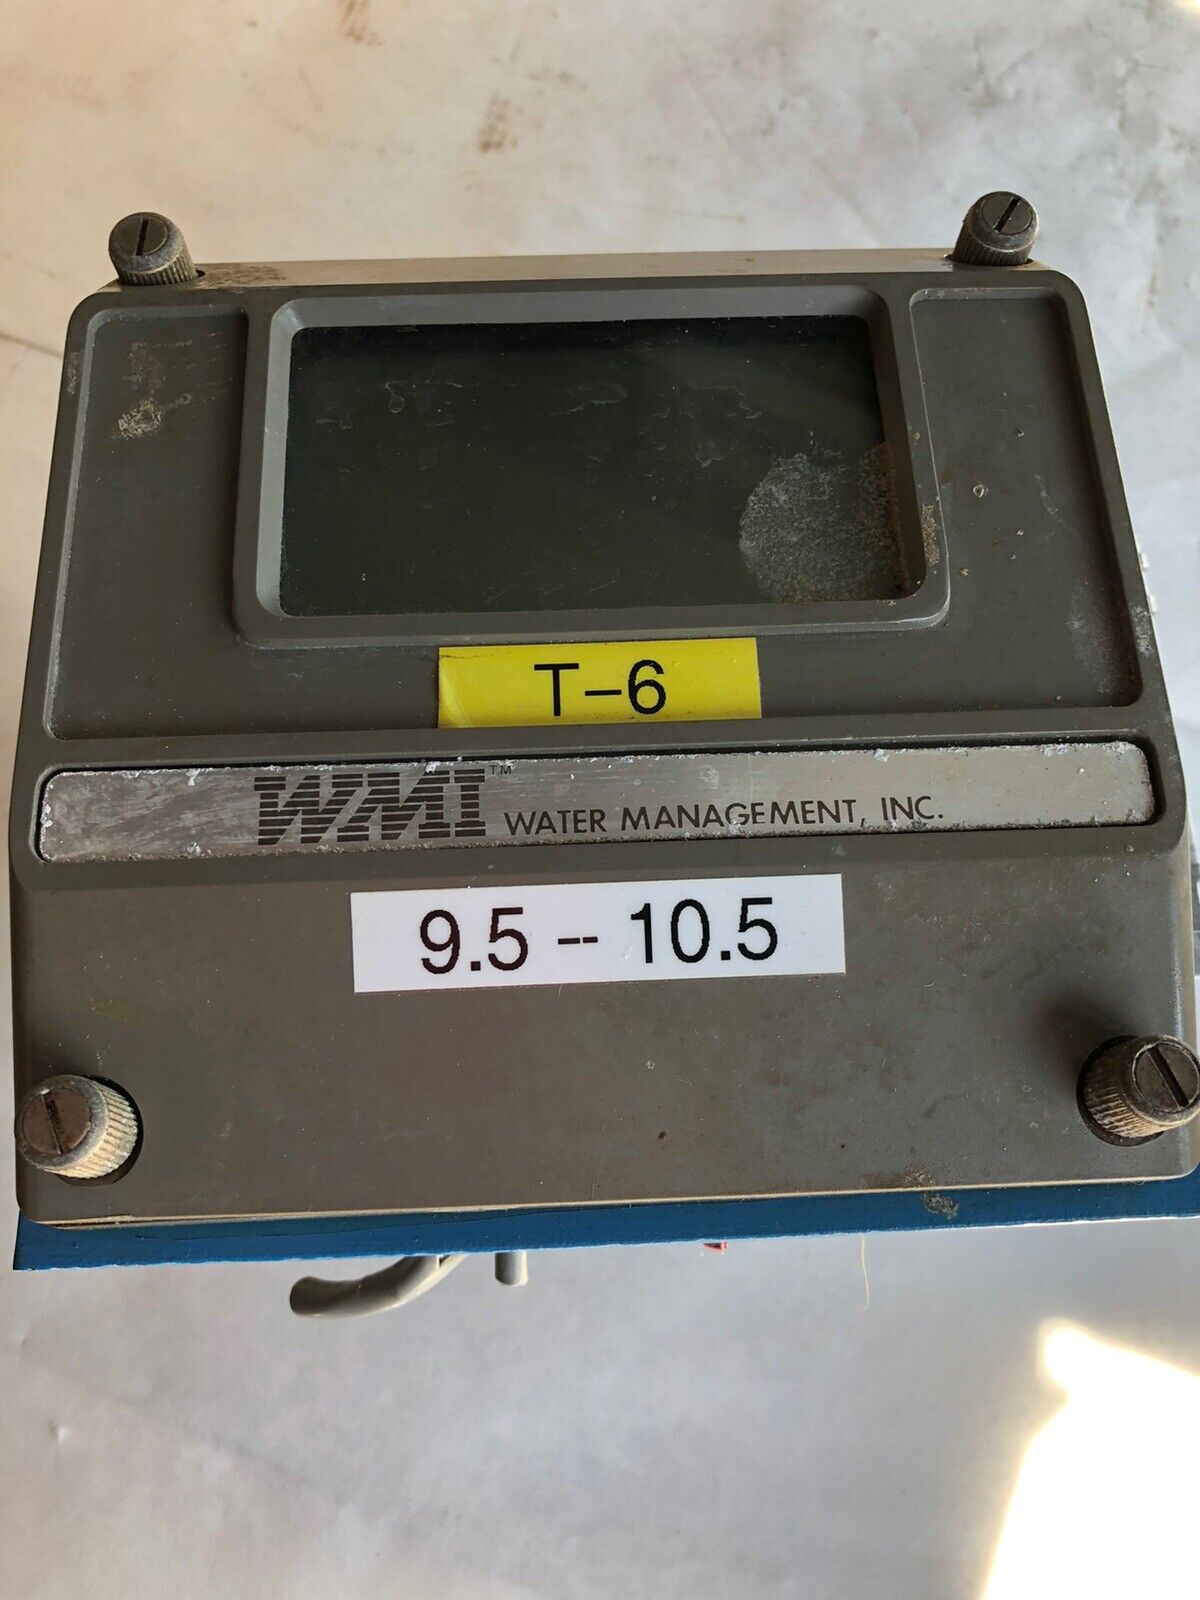 T-6
WMI™ WATER MANAGEMENT, INC.
9.5 -- 10.5